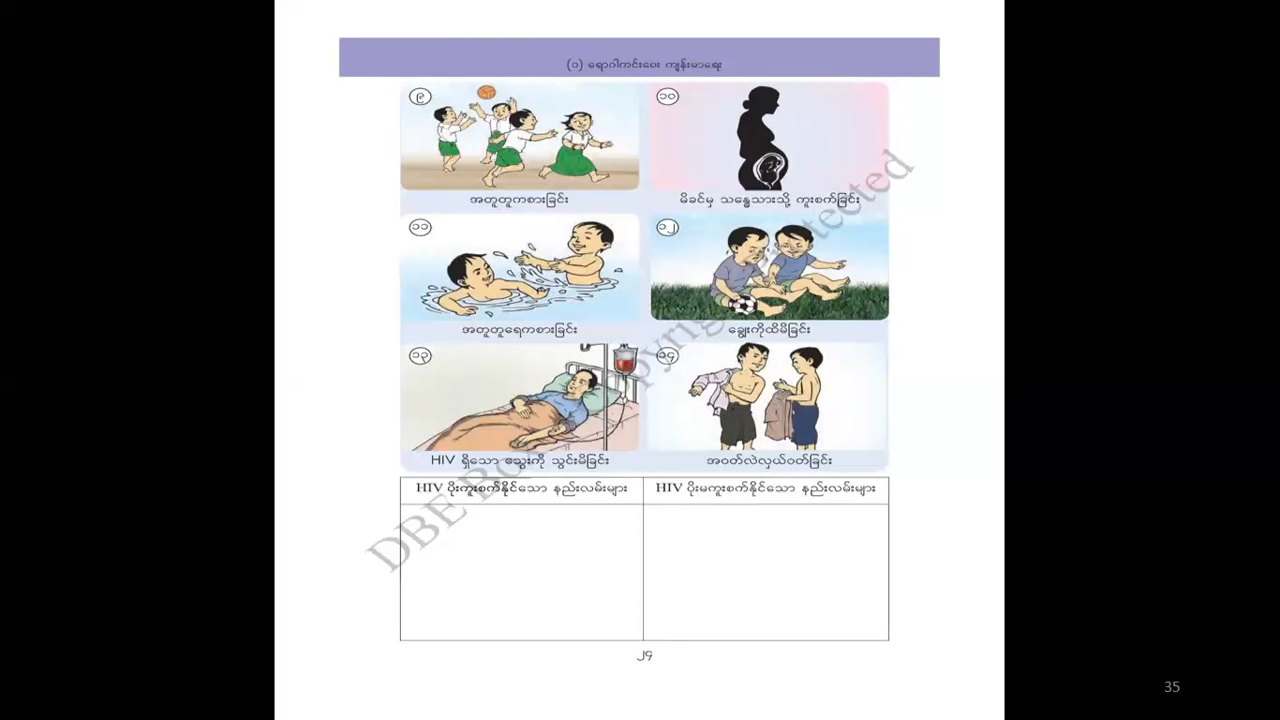 (၁) ရောဂါကင်းဝေး ကျန်းမာရေး
၉
၁၀
အတူတူကစားခြင်း
မိခင်မှ သန္ဓေသားသို့ ကူးစက်ခြင်း
၁၁
၁၂
အတူတူရေကစားခြင်း
ချွေးကိုထိမိခြင်း
၁၃
၁၄
HIV ရှိသော သွေးကို သွင်းမိခြင်း
အဝတ်လဲလှယ်ဝတ်ခြင်း
HIV ပိုးကူးစက်နိုင်သော နည်းလမ်းများ
HIV ပိုးမကူးစက်နိုင်သော နည်းလမ်းများ
၂၄
35